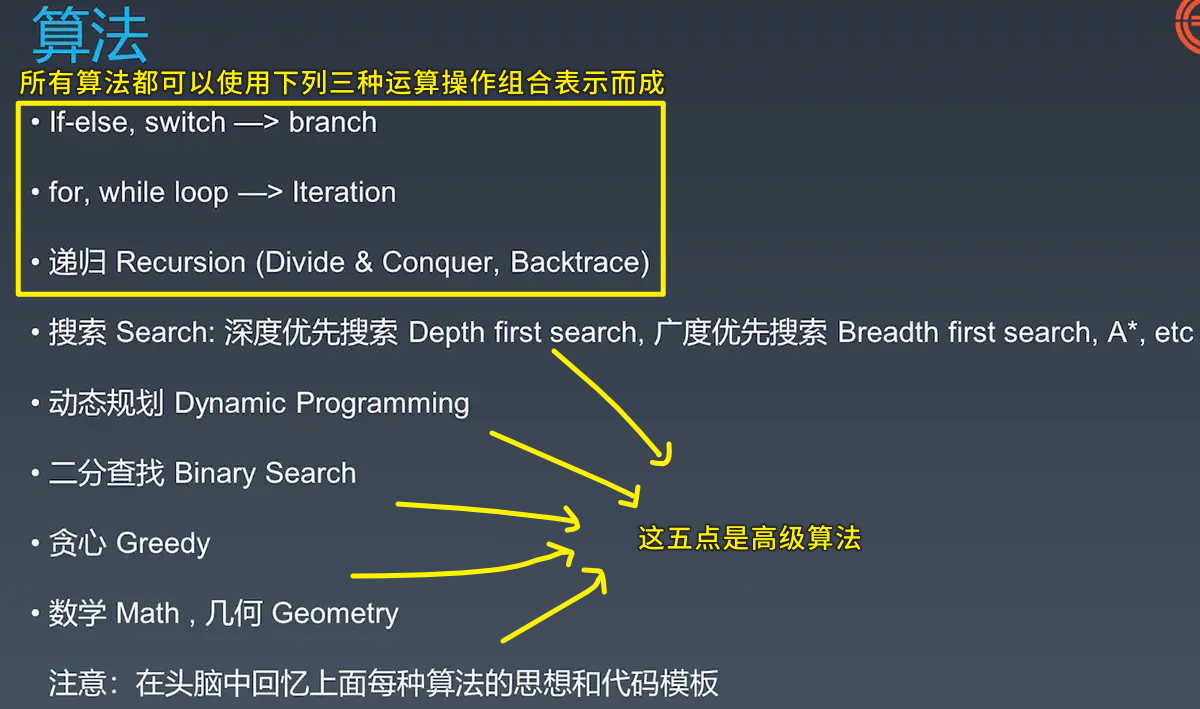 算法
所有算法都可以使用下列三种运算操作组合表示而成
• If-else, switch —> branch
• for, while loop —> Iteration
• 递归 Recursion (Divide & Conquer, Backtrace)
• 搜索 Search: 深度优先搜索 Depth first search, 广度优先搜索 Breadth first search, A*, etc
• 动态规划 Dynamic Programming
• 二分查找 Binary Search
• 贪心 Greedy
这五点是高级算法
• 数学 Math , 几何 Geometry
注意：在头脑中回忆上面每种算法的思想和代码模板